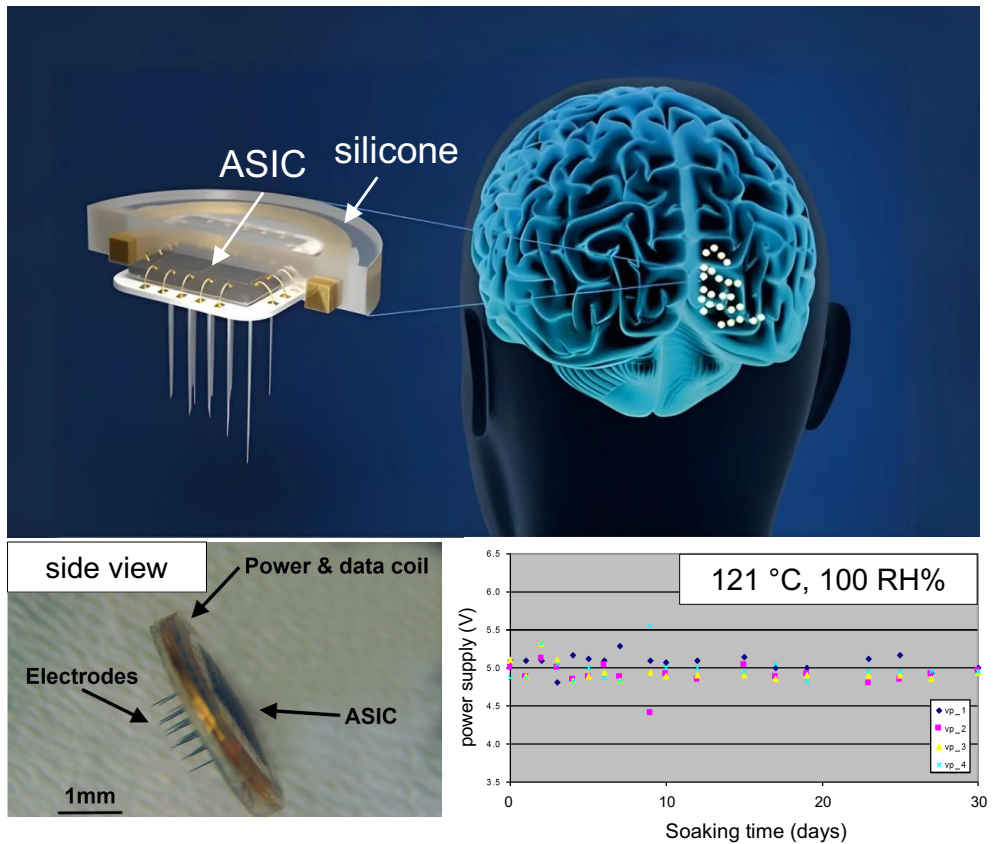 ASIC
silicone
side view
Power & data coil
Electrodes
ASIC
1mm
121 °C, 100 RH%
power supply (V)
6.5
6.0
5.5
5.0
4.5
4.0
3.5
vp_1
vp_2
vp_3
vp_4
0
10
20
30
Soaking time (days)